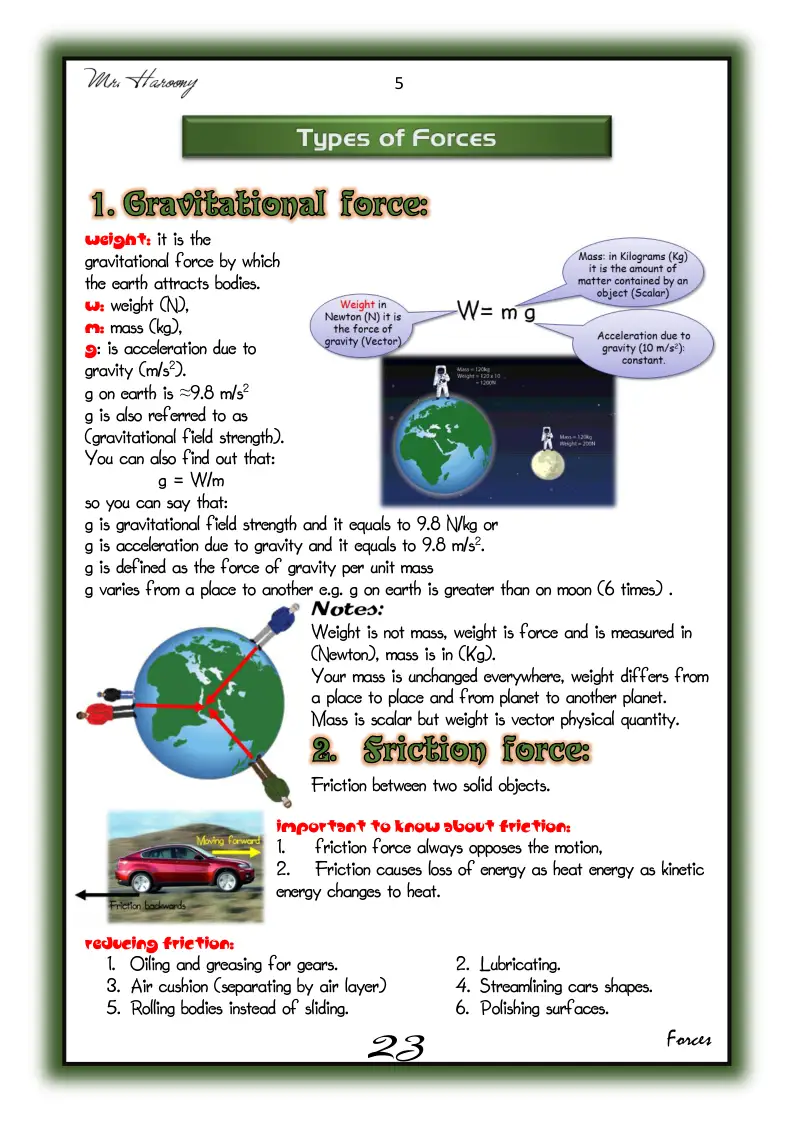 Mr. Haroony
5
Types of Forces
1. Gravitational force:
weight: it is the
gravitational force by which
the earth attracts bodies.
w: weight (N),
m: mass (kg),
g: is acceleration due to
gravity (m/s²).
g on earth is ≈9.8 m/s²
g is also referred to as
(gravitational field strength).
You can also find out that:
g = W/m
so you can say that:
g is gravitational field strength and it equals to 9.8 N/kg or
g is acceleration due to gravity and it equals to 9.8 m/s².
g is defined as the force of gravity per unit mass
g varies from a place to another e.g. g on earth is greater than on moon (6 times) .
Mass: in Kilograms (Kg)
it is the amount of
matter contained by an
object (Scalar)
Weight in
Newton (N) it is
the force of
gravity (Vector)
W= m g
Acceleration due to
gravity (10 m/s²):
constant.
Mass = 120kg
Weight = 120 x 10
= 1200N
Mass = 120kg
Weight = 200N
Notes:
Weight is not mass, weight is force and is measured in
(Newton), mass is in (Kg).
Your mass is unchanged everywhere, weight differs from
a place to place and from planet to another planet.
Mass is scalar but weight is vector physical quantity.
2. Friction force:
Friction between two solid objects.
Moving forward
Friction backwards
important to know about friction:
1. friction force always opposes the motion,
2. Friction causes loss of energy as heat energy as kinetic
energy changes to heat.
reducing friction:
1. Oiling and greasing for gears. 2. Lubricating.
3. Air cushion (separating by air layer) 4. Streamlining cars shapes.
5. Rolling bodies instead of sliding. 6. Polishing surfaces.
23
Forces